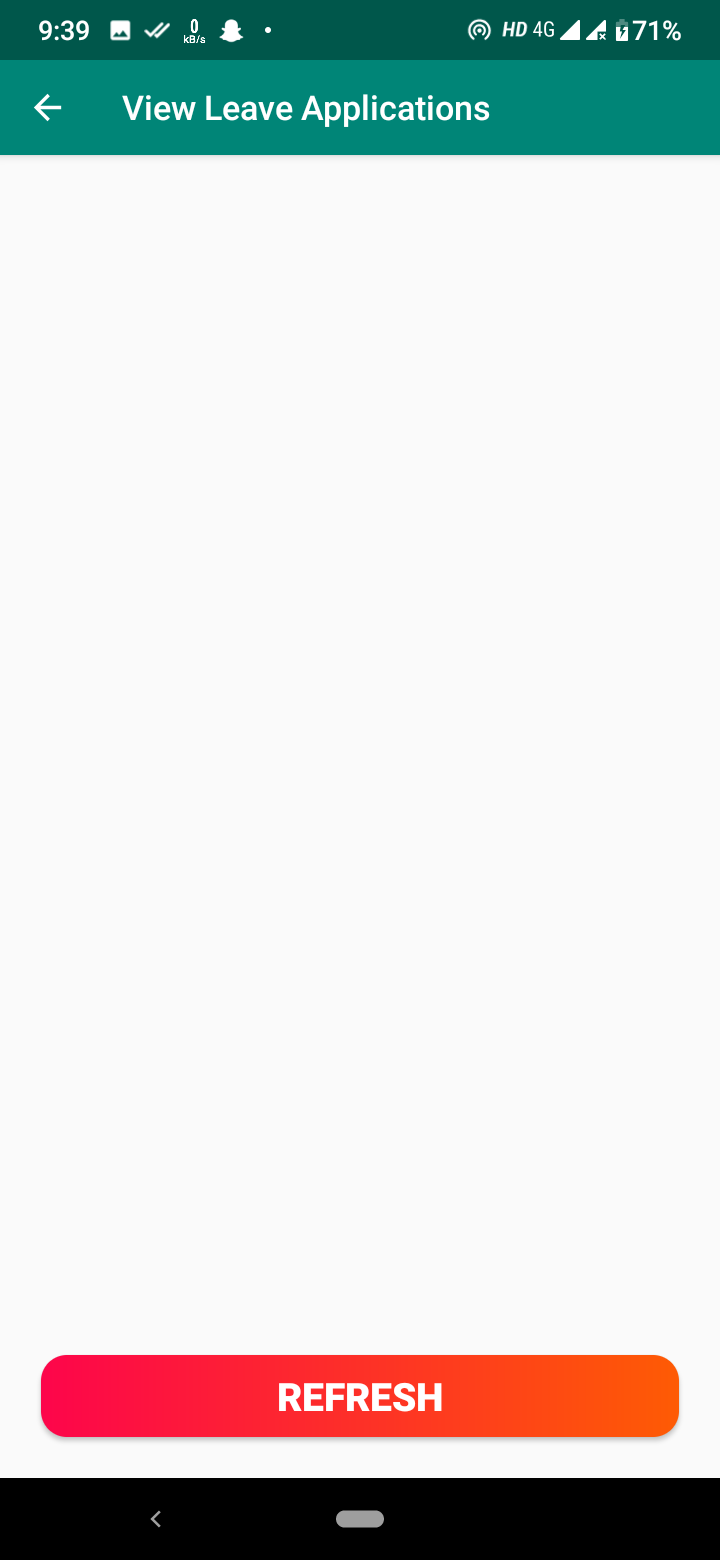 9:39 0 kB/s HD 4G 71%
View Leave Applications
REFRESH